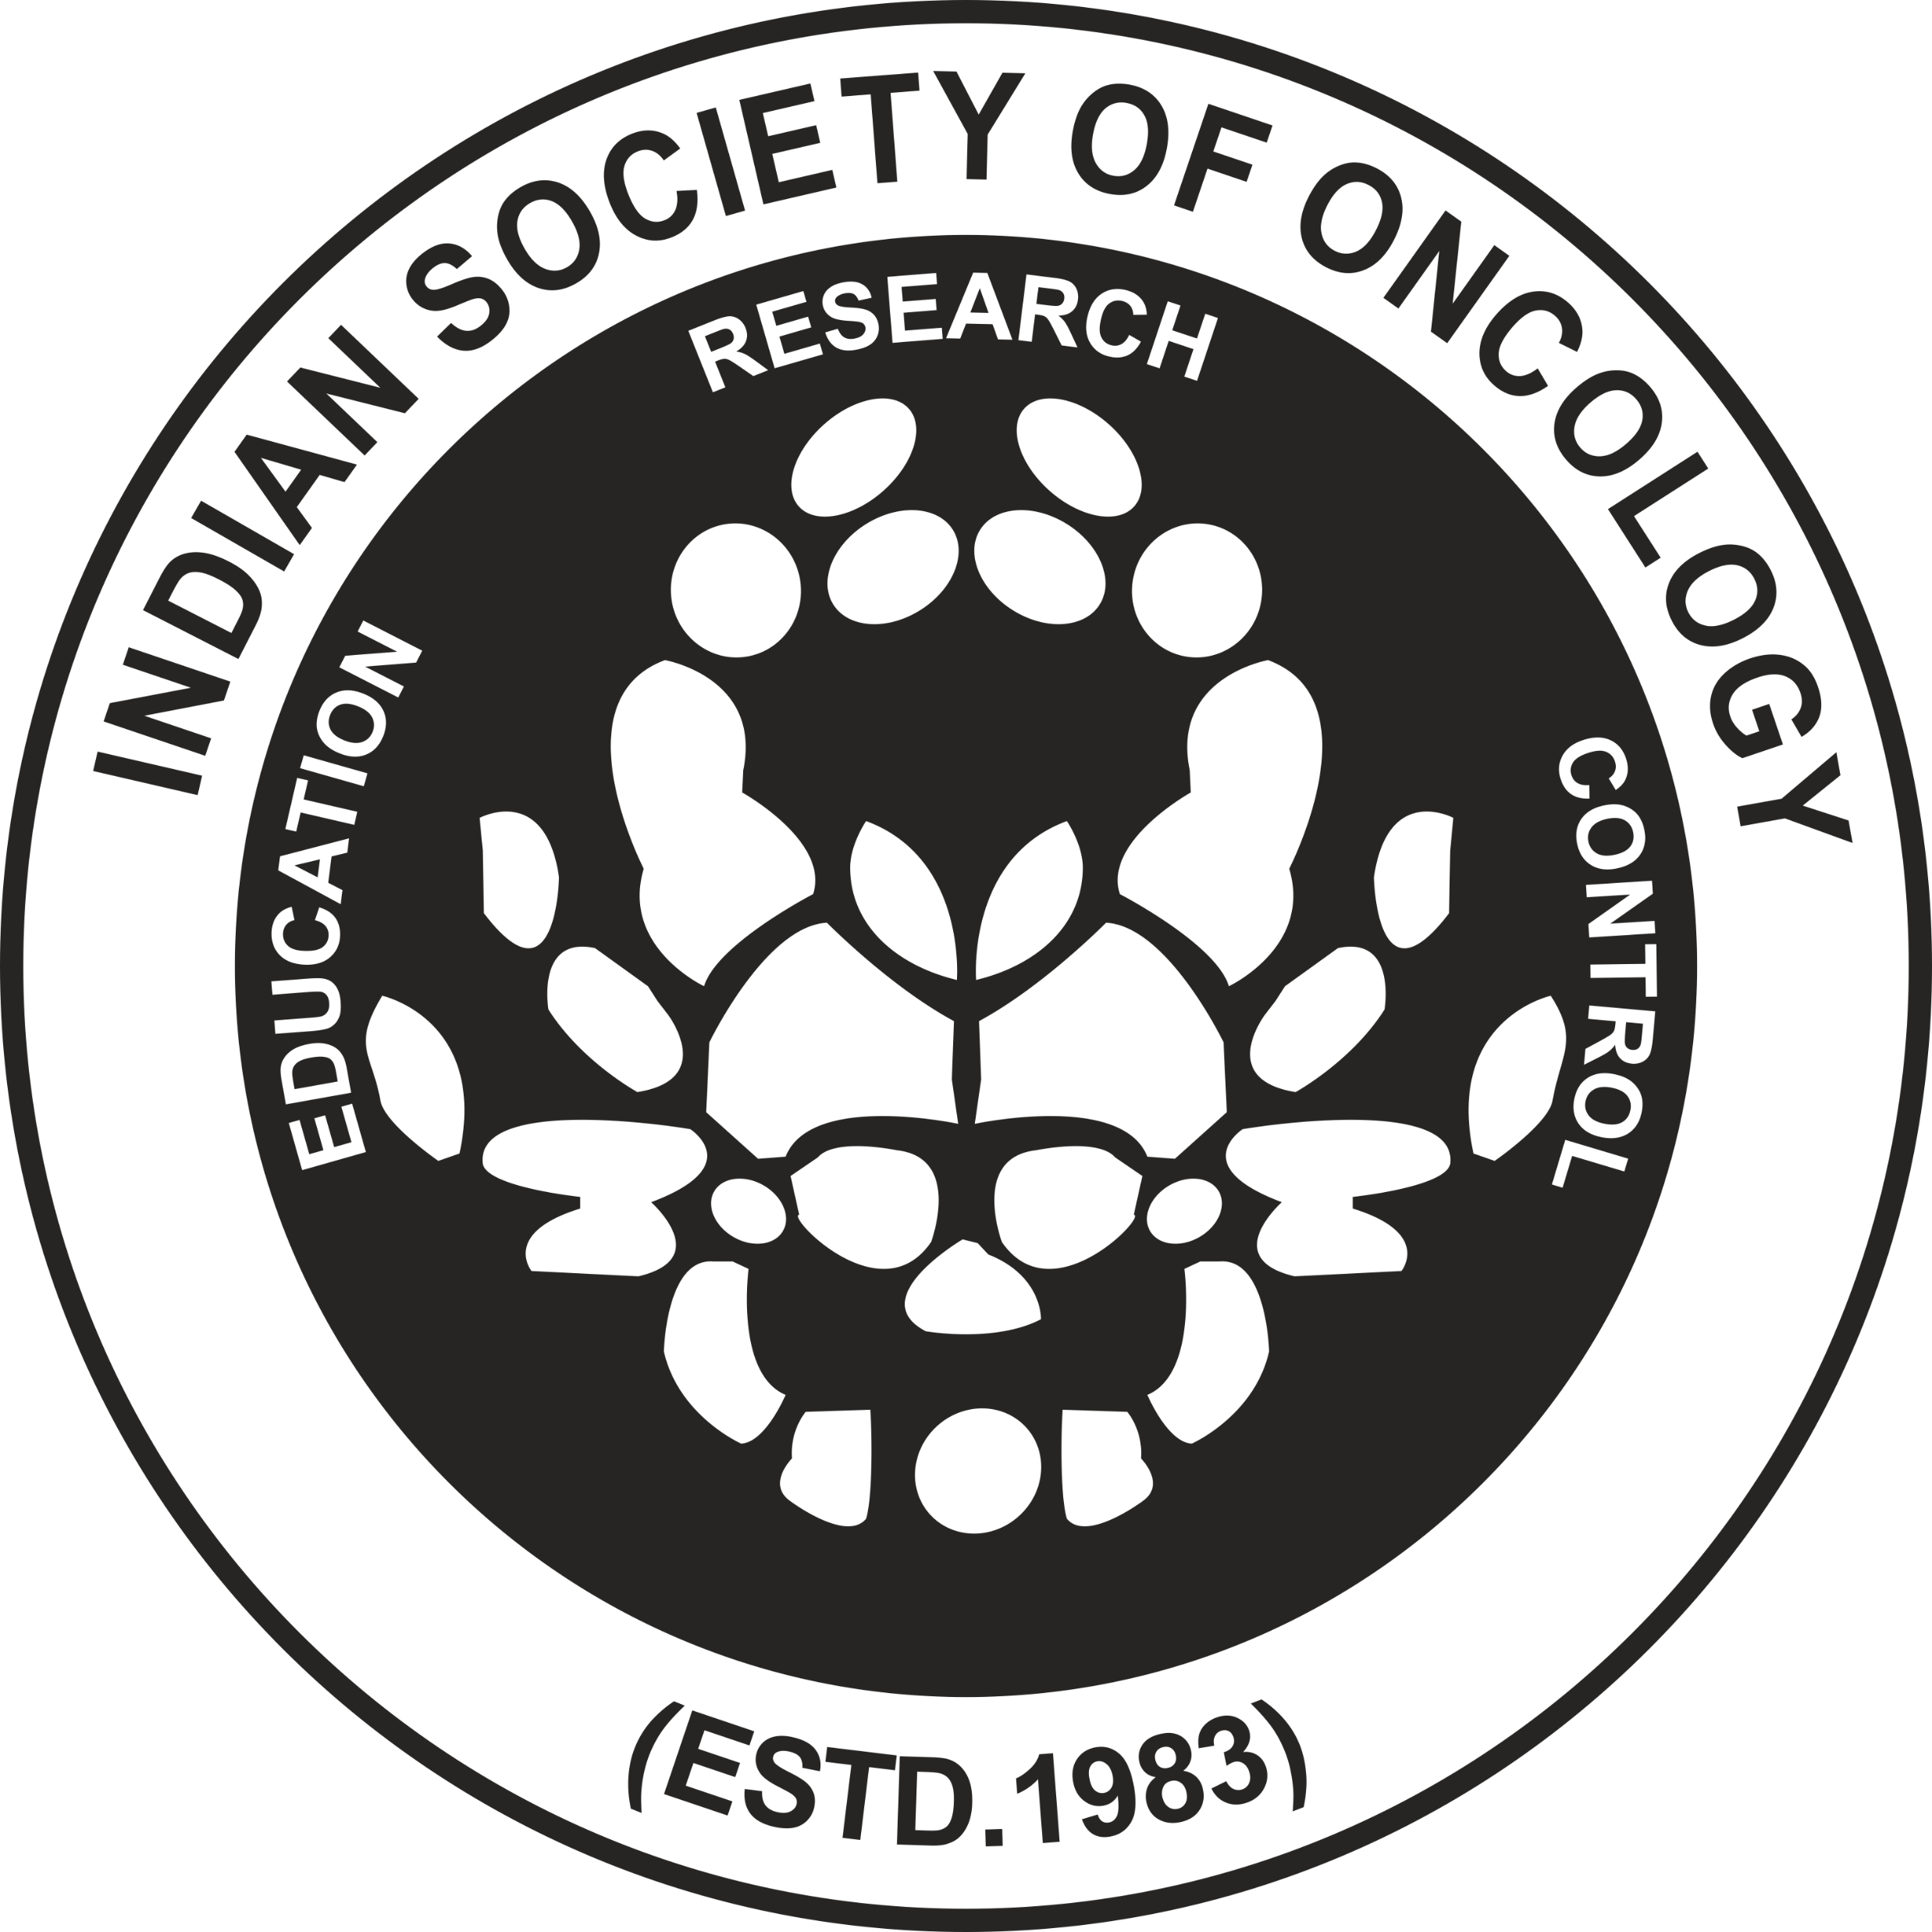 INDIAN SOCIETY OF ONCOLOGY
EDUCATION RESEARCH CONTROL
(ESTD.1983)